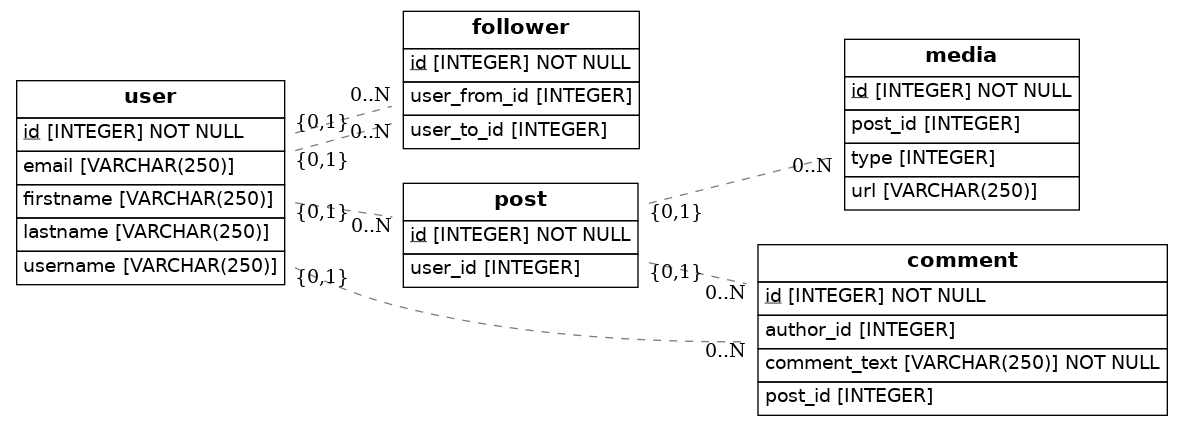 user
id [INTEGER] NOT NULL
email [VARCHAR(250)]
firstname [VARCHAR(250)]
lastname [VARCHAR(250)]
username [VARCHAR(250)]
{0,1}
0..N
{0,1}
0..N
{0,1}
0..N
{0,1}
0..N
follower
id [INTEGER] NOT NULL
user_from_id [INTEGER]
user_to_id [INTEGER]
post
id [INTEGER] NOT NULL
user_id [INTEGER]
{0,1}
0..N
{0,1}
0..N
media
id [INTEGER] NOT NULL
post_id [INTEGER]
type [INTEGER]
url [VARCHAR(250)]
comment
id [INTEGER] NOT NULL
author_id [INTEGER]
comment_text [VARCHAR(250)] NOT NULL
post_id [INTEGER]